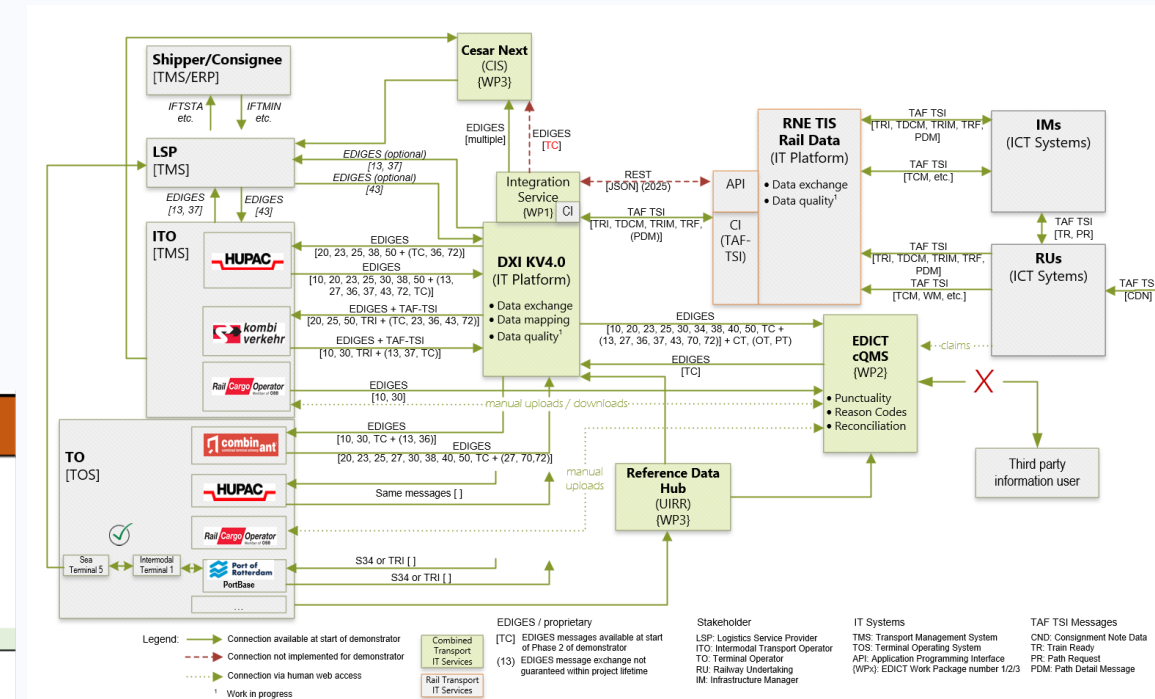 Shipper/Consignee
[TMS/ERP]
IFTSTA
etc.
IFTMIN
etc.
LSP
[TMS]
EDIGES
[13, 37]
EDIGES
[43]
EDIGES (optional)
[13, 37]
EDIGES (optional)
[43]
Cesar Next
(CIS)
{WP3}
EDIGES
[multiple]
EDIGES
[TC]
Integration
Service
{WP1}
CI
REST
[JSON] (2025)
TAF TSI
[TRI, TDCM, TRIM, TRF,
(PDM)]
API
CI
(TAF-
TSI)
RNE TIS
Rail Data
(IT Platform)
• Data exchange
• Data quality¹
TAF TSI
[TRI, TDCM, TRIM, TRF,
PDM]
TAF TSI
[TCM, etc.]
IMs
(ICT Systems)
TAF TSI
[TR, PR]
TAF TSI
[TRI, TDCM, TRIM, TRF,
PDM]
TAF TSI
[TCM, WM, etc.]
RUs
(ICT Sytems)
TAF TS
[CDN]
ITO
[TMS]
HUPAC
EDIGES
[20, 23, 25, 38, 50 + (TC, 36, 72)]
EDIGES
[10, 20, 23, 25, 30, 38, 50 + (13,
27, 36, 37, 43, 72, TC)]
kombi
verkehr
EDIGES + TAF-TSI
[20, 25, 50, TRI + (TC, 23, 36, 43, 72)]
EDIGES + TAF-TSI
[10, 30, TRI + (13, 37, TC)]
Rail Cargo Operator
Member of ÖBB
EDIGES
[10, 30]
manual uploads / downloads
DXI KV4.0
(IT Platform)
• Data exchange
• Data mapping
• Data quality¹
EDIGES
[10, 20, 23, 25, 30, 34, 38, 40, 50, TC +
(13, 27, 36, 37, 43, 70, 72)] + CT, (OT, PT)
EDIGES
[TC]
EDICT
cQMS
{WP2}
• Punctuality
• Reason Codes
• Reconciliation
claims
X
Third party
information user
TO
[TOS]
combinant
EDIGES
[10, 30, TC + (13, 36)]
EDIGES
[20, 23, 25, 27, 30, 38, 40, 50, TC + (27, 70,72)]
HUPAC
Same messages [ ]
manual
uploads
Rail Cargo Operator
Reference Data
Hub
(UIRR)
{WP3}
Sea
Terminal 5
Intermodal
Terminal 1
Port of
Rotterdam
PortBase
S34 or TRI [ ]
S34 or TRI [ ]
...
Legend:
Connection available at start of demonstrator
Connection not implemented for demonstrator
Connection via human web access
¹ Work in progress
Combined
Transport
IT Services
Rail Transport
IT Services
EDIGES / proprietary
[TC] EDIGES messages available at start
of Phase 2 of demonstrator
(13) EDIGES message exchange not
guaranteed within project lifetime
Stakeholder
LSP: Logistics Service Provider
ITO: Intermodal Transport Operator
TO: Terminal Operator
RU: Railway Undertaking
IM: Infrastructure Manager
IT Systems
TMS: Transport Management System
TOS: Terminal Operating System
API: Application Programming Interface
{WPx}: EDICT Work Package number 1/2/3
TAF TSI Messages
CND: Consignment Note Data
TR: Train Ready
PR: Path Request
PDM: Path Detail Message